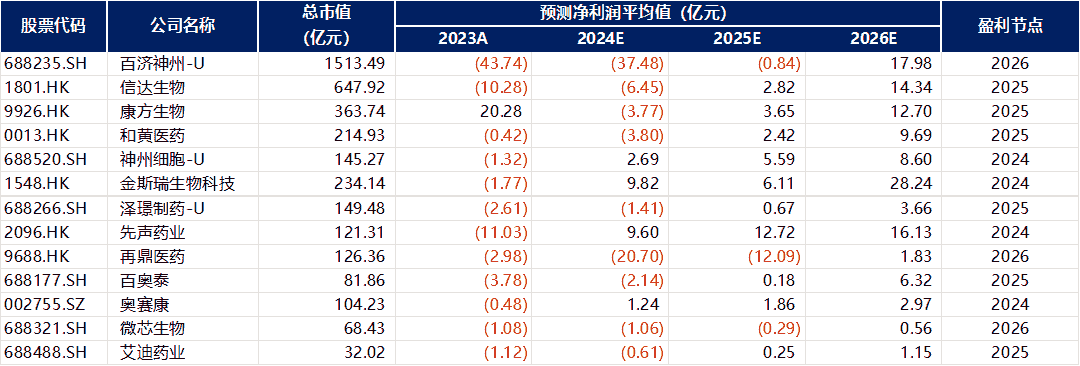 股票代码 公司名称 总市值（亿元） 预测净利润平均值（亿元） 盈利节点
2023A 2024E 2025E 2026E
688235.SH 百济神州-U 1513.49 (43.74) (37.48) (0.84) 17.98 2026
1801.HK 信达生物 647.92 (10.28) (6.45) 2.82 14.34 2025
9926.HK 康方生物 363.74 20.28 (3.77) 3.65 12.70 2025
0013.HK 和黄医药 214.93 (0.42) (3.80) 2.42 9.69 2025
688520.SH 神州细胞-U 145.27 (1.32) 2.69 5.59 8.60 2024
1548.HK 金斯瑞生物科技 234.14 (1.77) 9.82 6.11 28.24 2024
688266.SH 泽璟制药-U 149.48 (2.61) (1.41) 0.67 3.66 2025
2096.HK 先声药业 121.31 (11.03) 9.60 12.72 16.13 2024
9688.HK 再鼎医药 126.36 (2.98) (20.70) (12.09) 1.83 2026
688177.SH 百奥泰 81.86 (3.78) (2.14) 0.18 6.32 2025
002755.SZ 奥赛康 104.23 (0.48) 1.24 1.86 2.97 2024
688321.SH 微芯生物 68.43 (1.08) (1.06) (0.29) 0.56 2026
688488.SH 艾迪药业 32.02 (1.12) (0.61) 0.25 1.15 2025